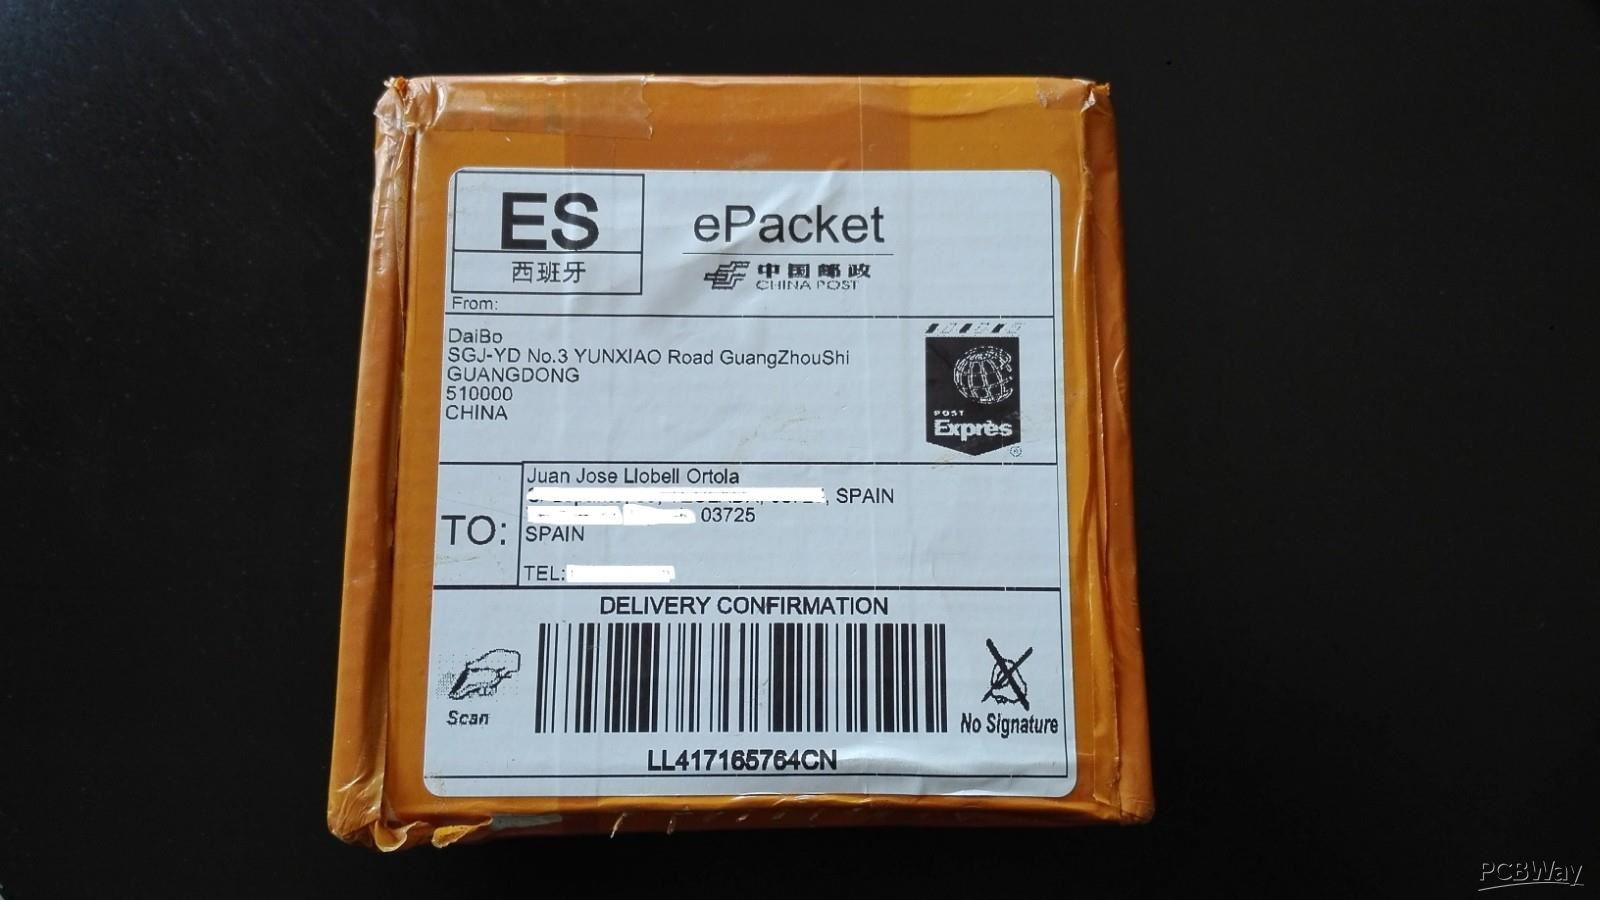 ES
西班牙
ePacket
中国邮政
CHINA POST
From:
DaiBo
SGJ-YD No.3 YUNXIAO Road GuangZhouShi
GUANGDONG
510000
CHINA
POST
Exprès
®
TO:
Juan Jose Llobell Ortola
, SPAIN
03725
SPAIN
TEL:
DELIVERY CONFIRMATION
Scan
No Signature
LL417165764CN
PCBWay